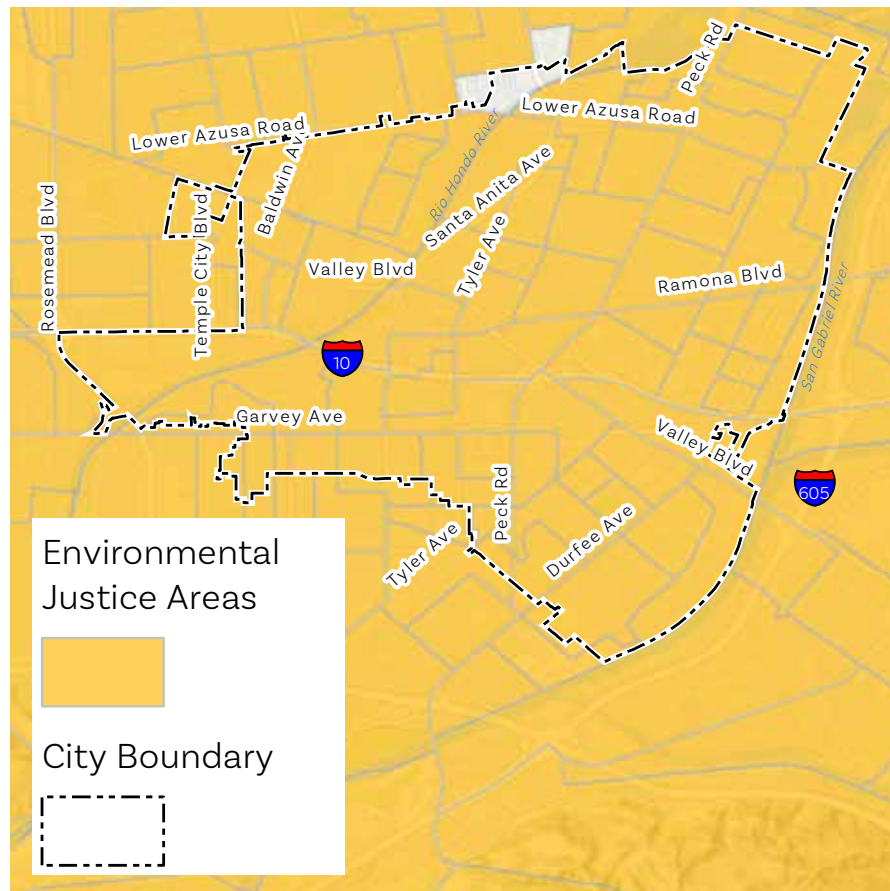 Peck Rd
Lower Azusa Road
Lower Azusa Road
Baldwin Av
Rio Hondo River
Santa Anita Ave
Rosemead Blvd
Temple City Blvd
Valley Blvd
Tyler Ave
Ramona Blvd
San Gabriel River
10
Garvey Ave
Valley Blvd
605
Peck Rd
Tyler Ave
Durfee Ave
Environmental
Justice Areas
City Boundary